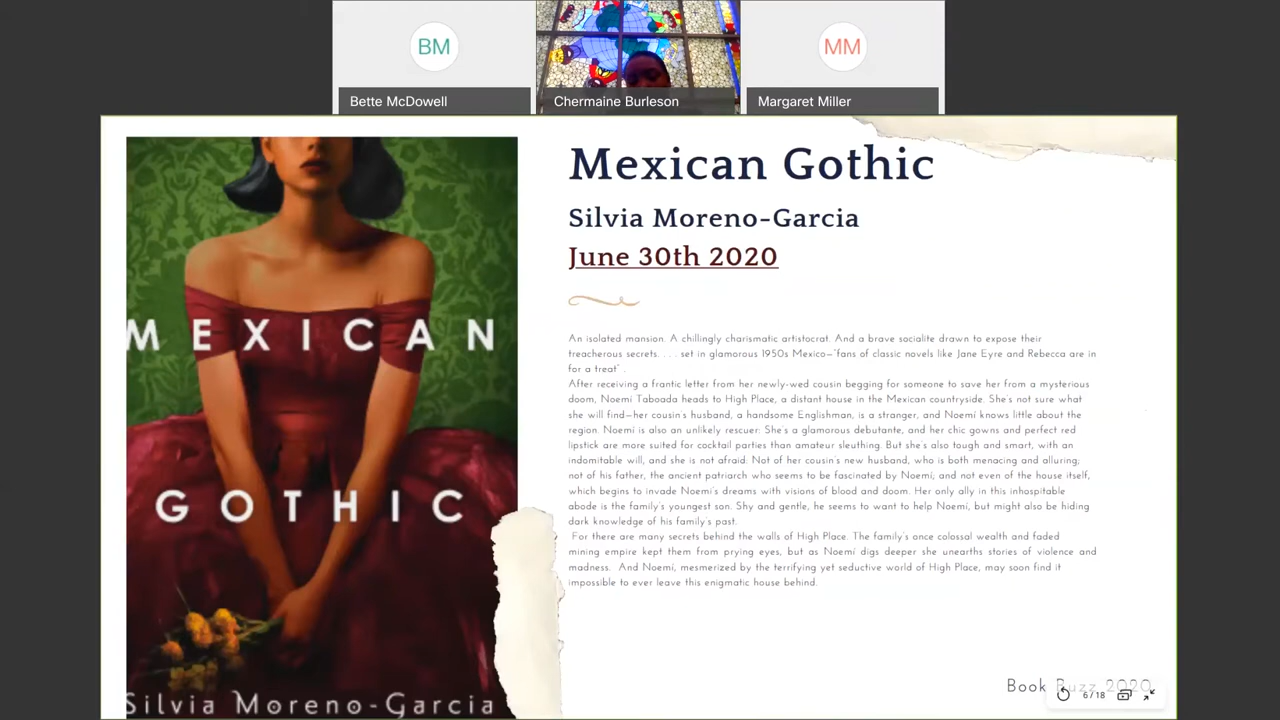 BM
MM
Bette McDowell
Chermaine Burleson
Margaret Miller
MEXICAN
GOTHIC
Silvia Moreno-Garcia
Mexican Gothic
Silvia Moreno-Garcia
June 30th 2020
An isolated mansion. A chillingly charismatic artistocrat. And a brave socialite drawn to expose their
treacherous secrets. . . . set in glamorous 1950s Mexico—"fans of classic novels like Jane Eyre and Rebecca are in
for a treat" .
After receiving a frantic letter from her newly-wed cousin begging for someone to save her from a mysterious
doom, Noemí Taboada heads to High Place, a distant house in the Mexican countryside. She's not sure what
she will find—her cousin's husband, a handsome Englishman, is a stranger, and Noemí knows little about the
region. Noemí is also an unlikely rescuer: She's a glamorous debutante, and her chic gowns and perfect red
lipstick are more suited for cocktail parties than amateur sleuthing. But she's also tough and smart, with an
indomitable will, and she is not afraid: Not of her cousin's new husband, who is both menacing and alluring;
not of his father, the ancient patriarch who seems to be fascinated by Noemí; and not even of the house itself,
which begins to invade Noemi's dreams with visions of blood and doom. Her only ally in this inhospitable
abode is the family's youngest son. Shy and gentle, he seems to want to help Noemí, but might also be hiding
dark knowledge of his family's past.
For there are many secrets behind the walls of High Place. The family's once colossal wealth and faded
mining empire kept them from prying eyes, but as Noemí digs deeper she unearths stories of violence and
madness. And Noemí, mesmerized by the terrifying yet seductive world of High Place, may soon find it
impossible to ever leave this enigmatic house behind.
Book Buzz 2020
6/18